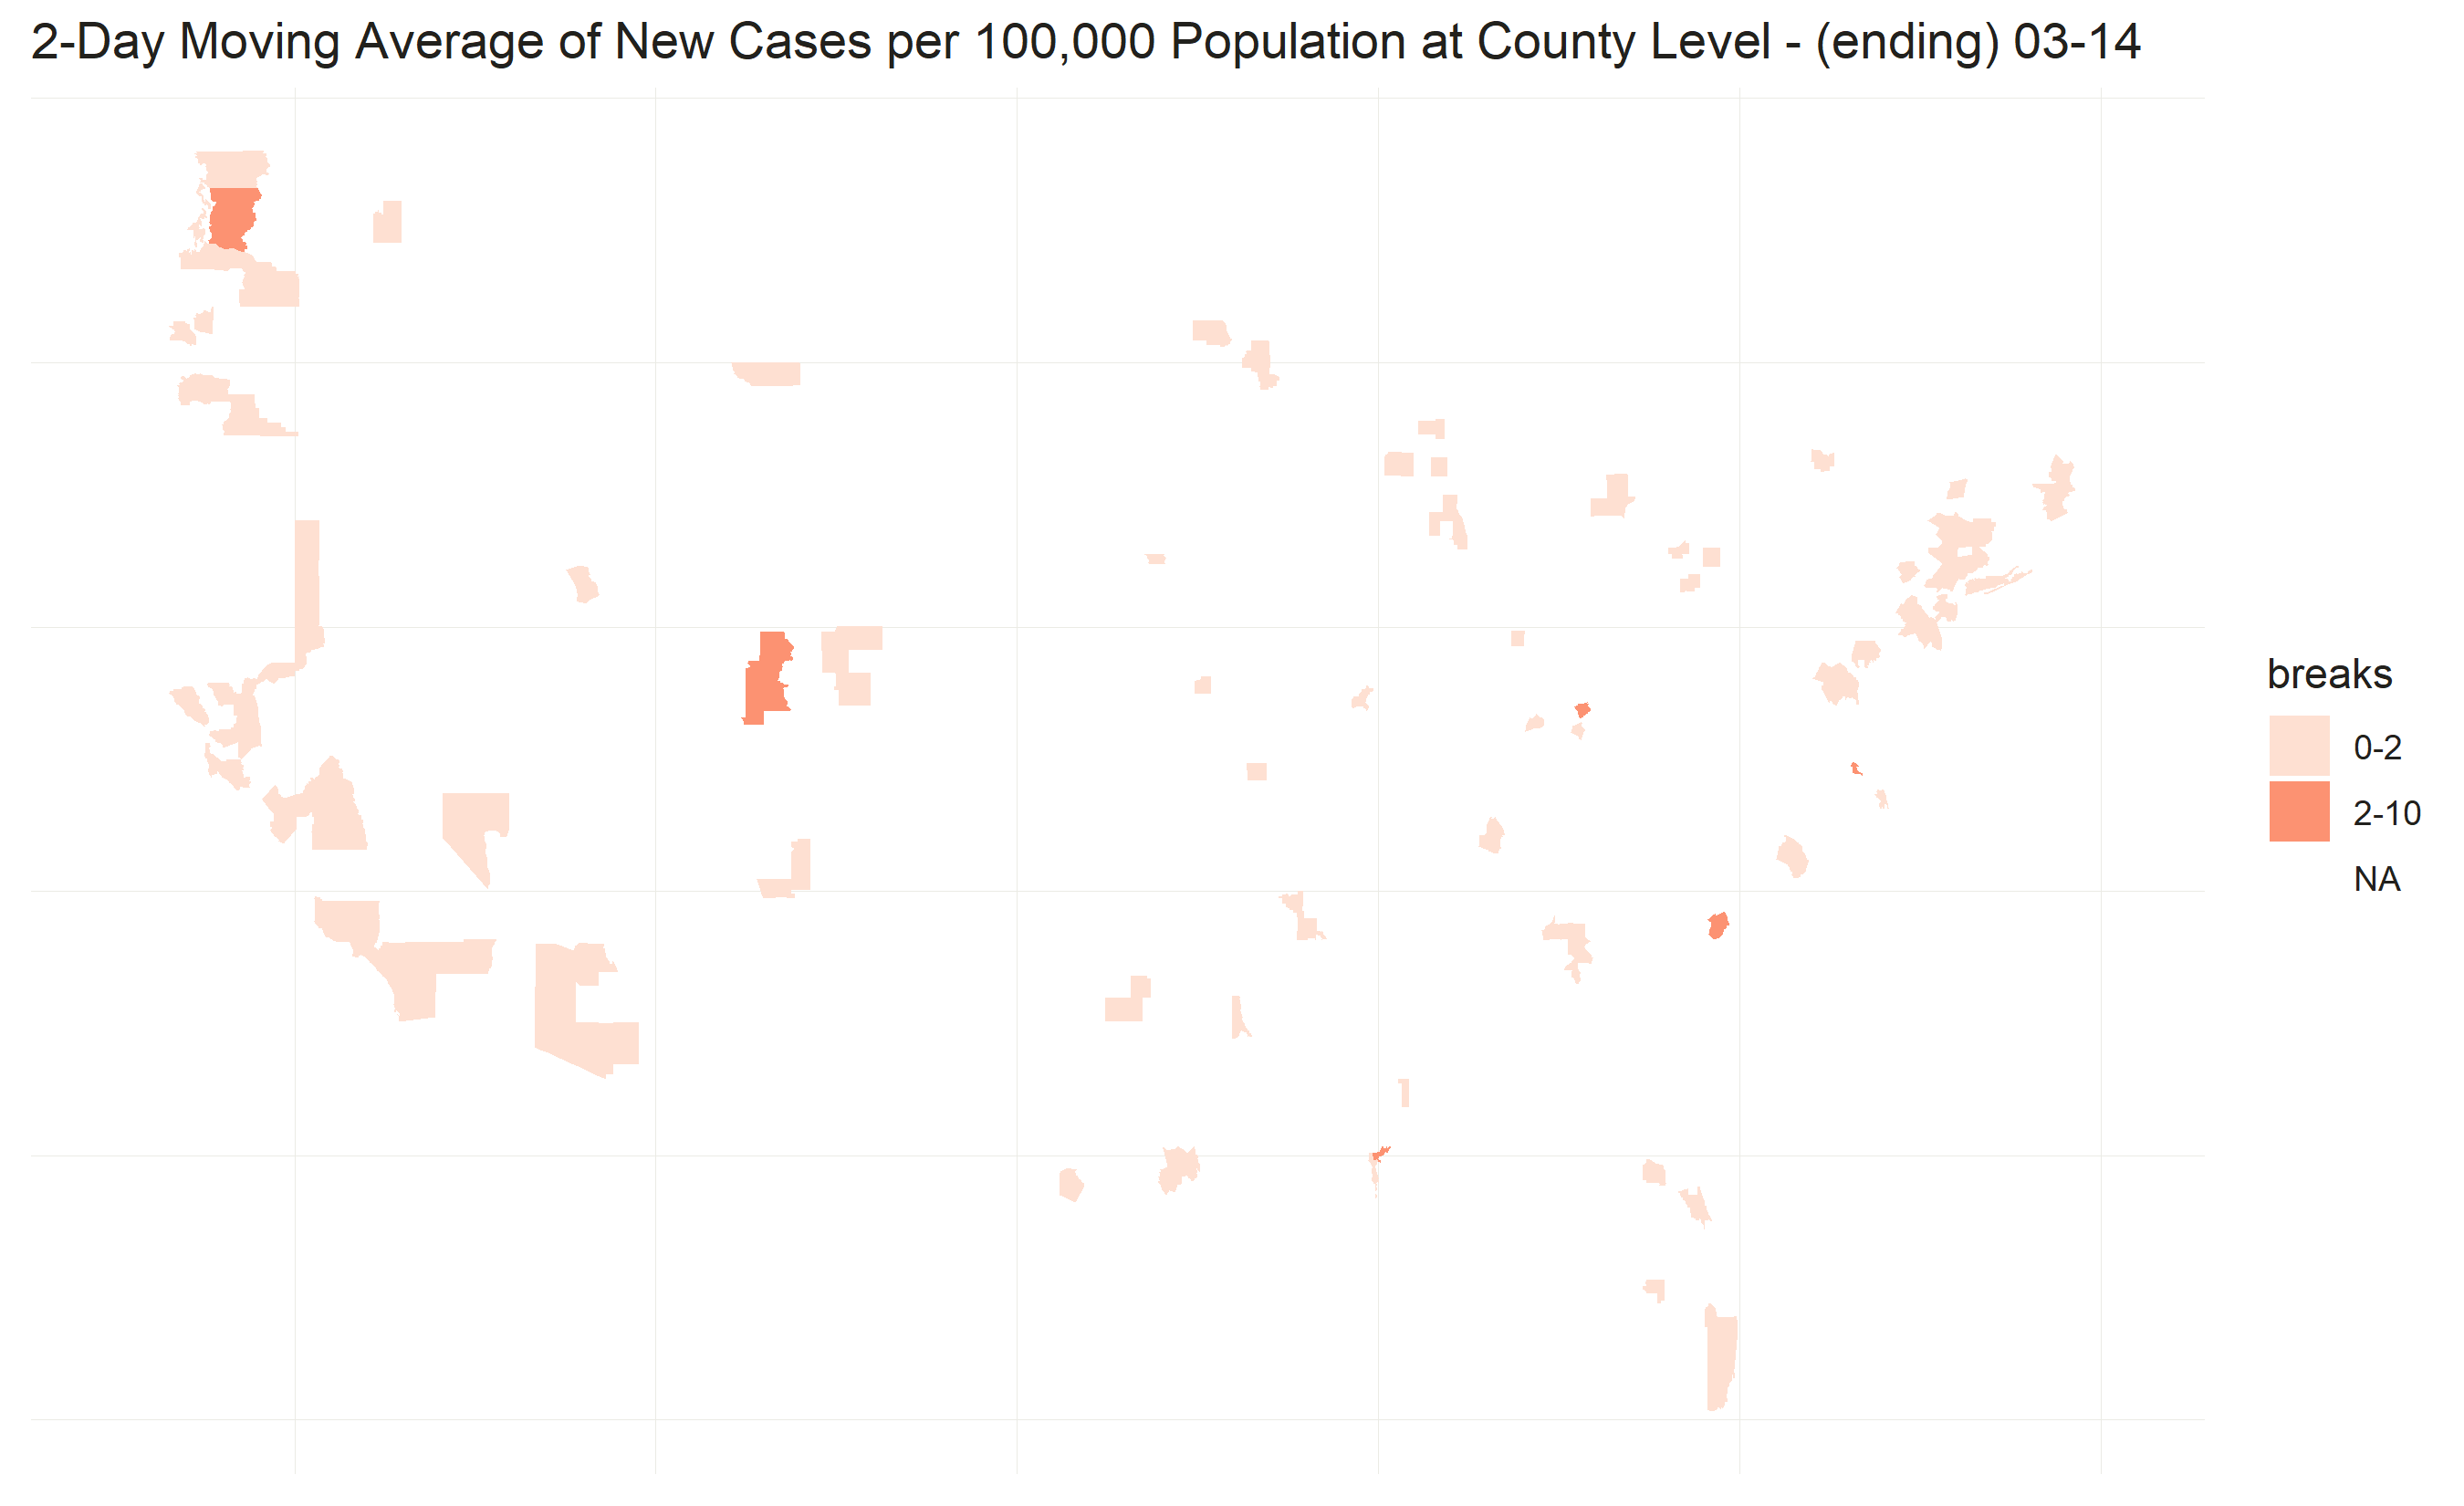 2-Day Moving Average of New Cases per 100,000 Population at County Level - (ending) 03-14
breaks
0-2
2-10
NA